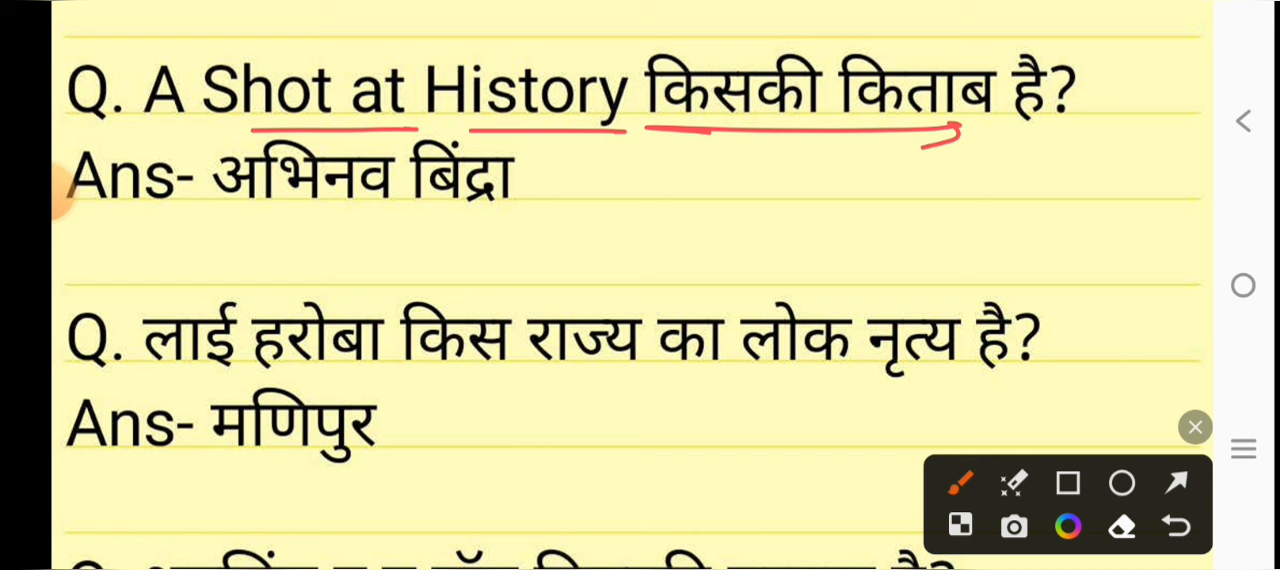 Q. A Shot at History किसकी किताब है?
Ans- अभिनव बिंद्रा
Q. लाई हरोबा किस राज्य का लोक नृत्य है?
Ans- मणिपुर